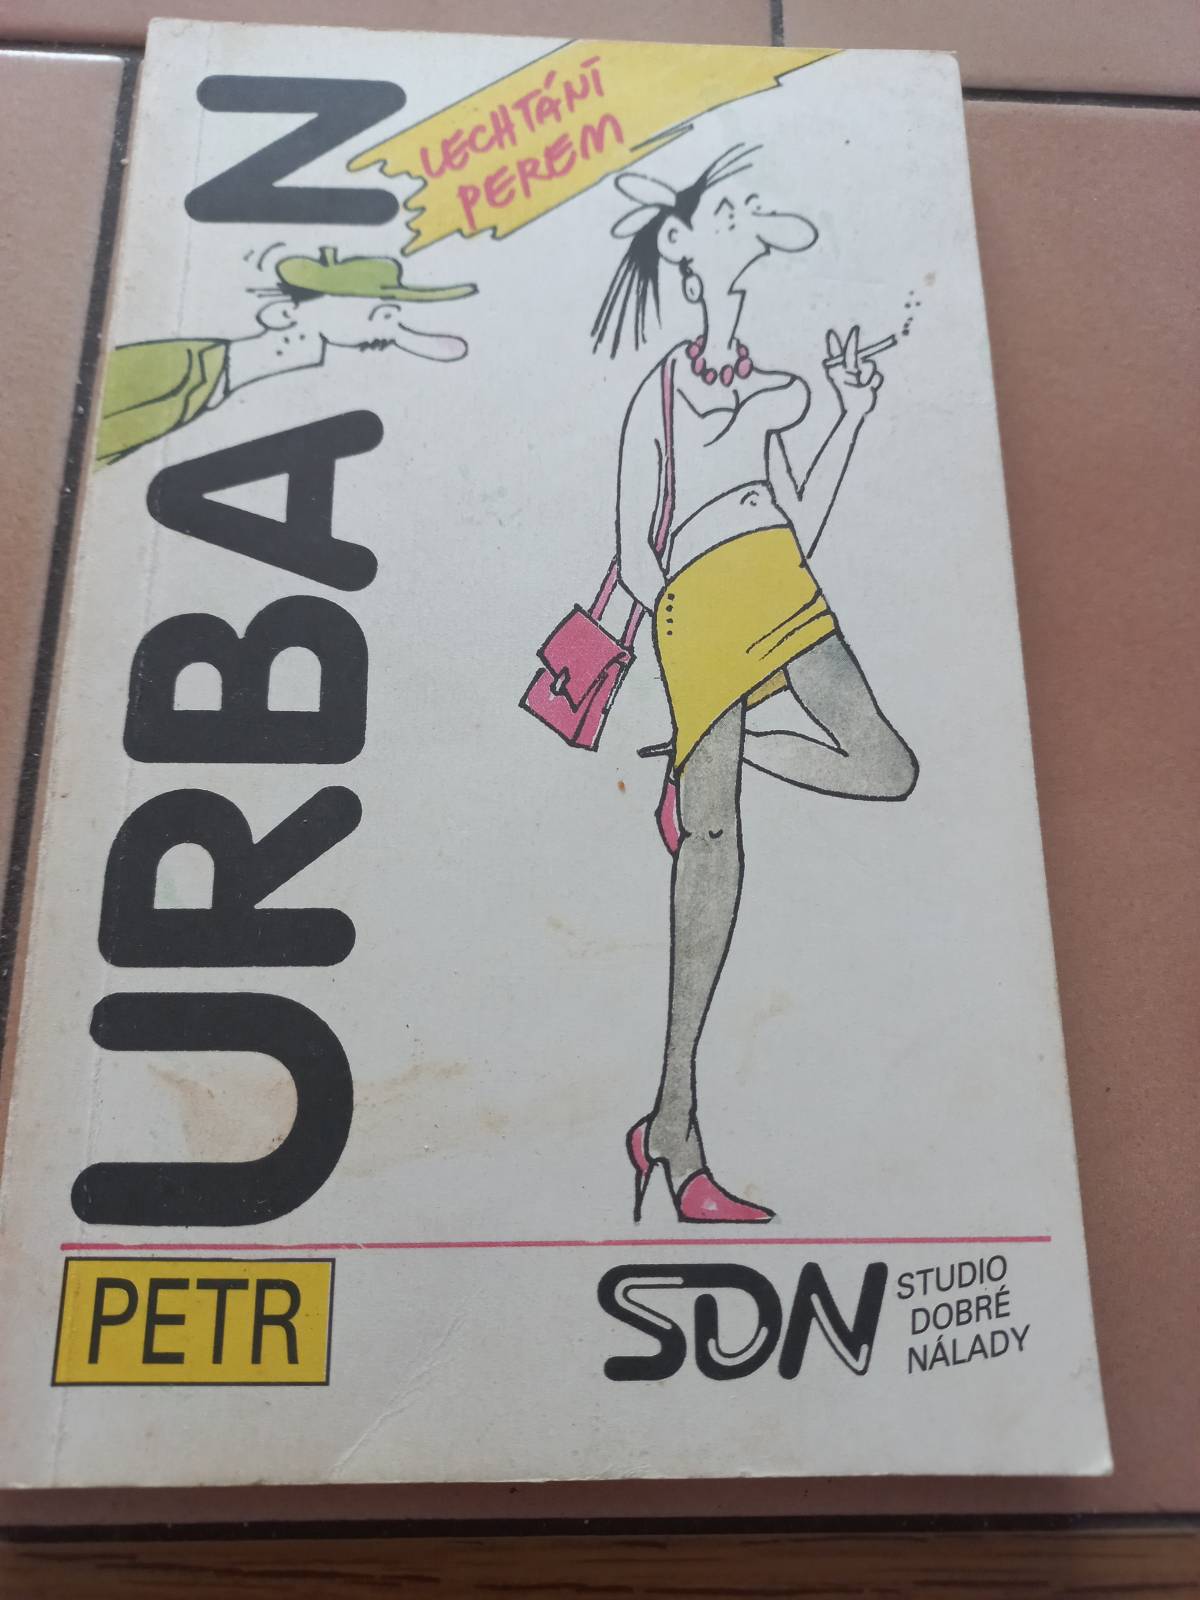 LECHTÁNÍ
PEREM
URBAN
PETR
SDN
STUDIO
DOBRÉ
NÁLADY